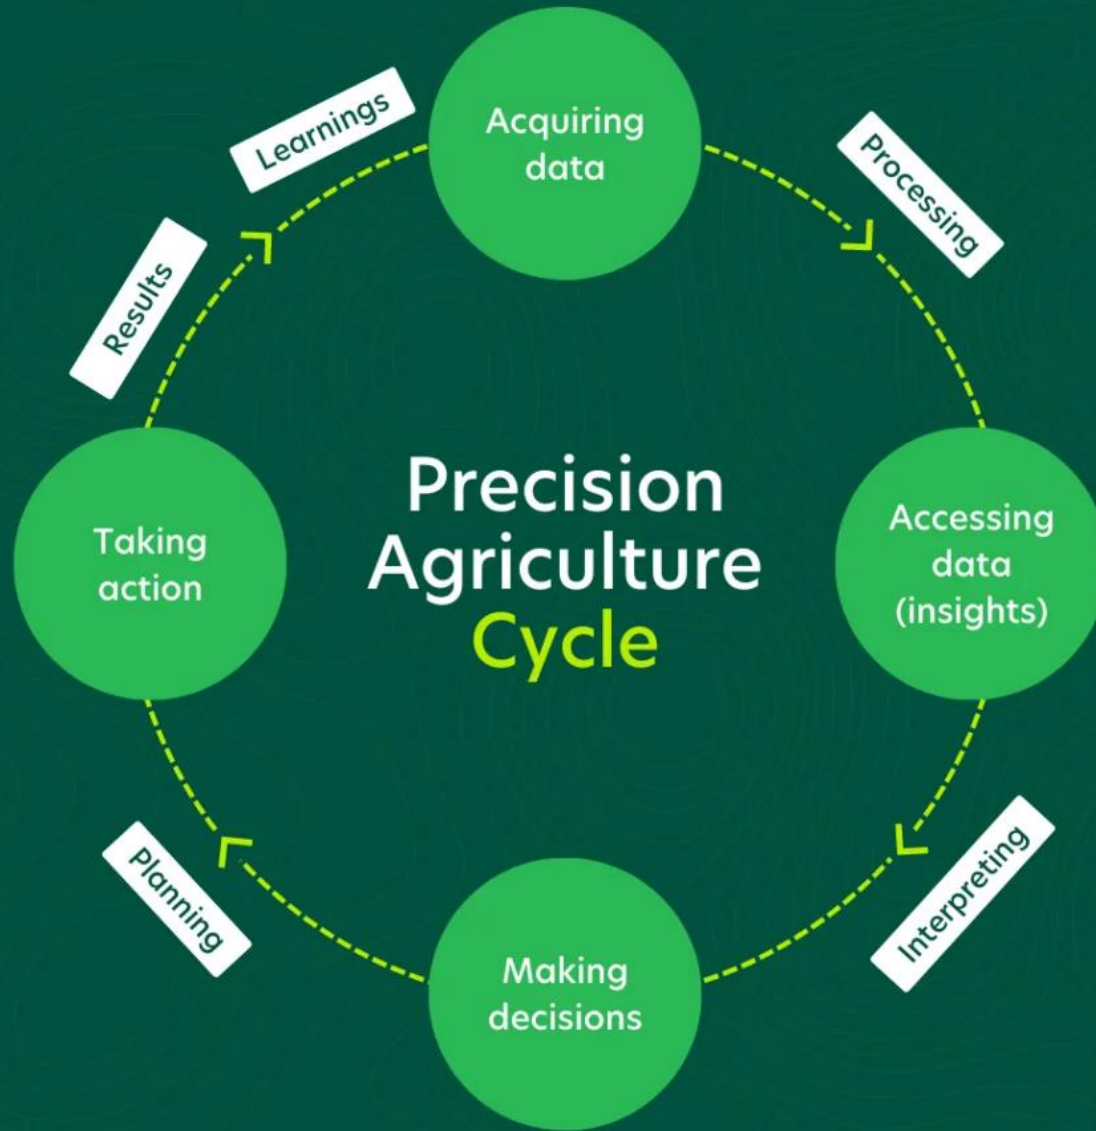 Precision
Agriculture
Cycle
Acquiring
data
Processing
Accessing
data
(insights)
Interpreting
Making
decisions
Planning
Taking
action
Results
Learnings